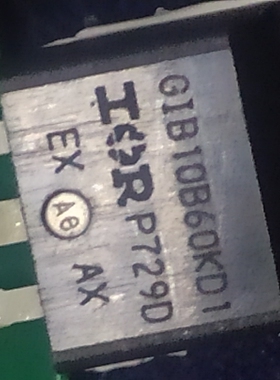 GIB10B60KD1
IOR P729D
EX A6 AX